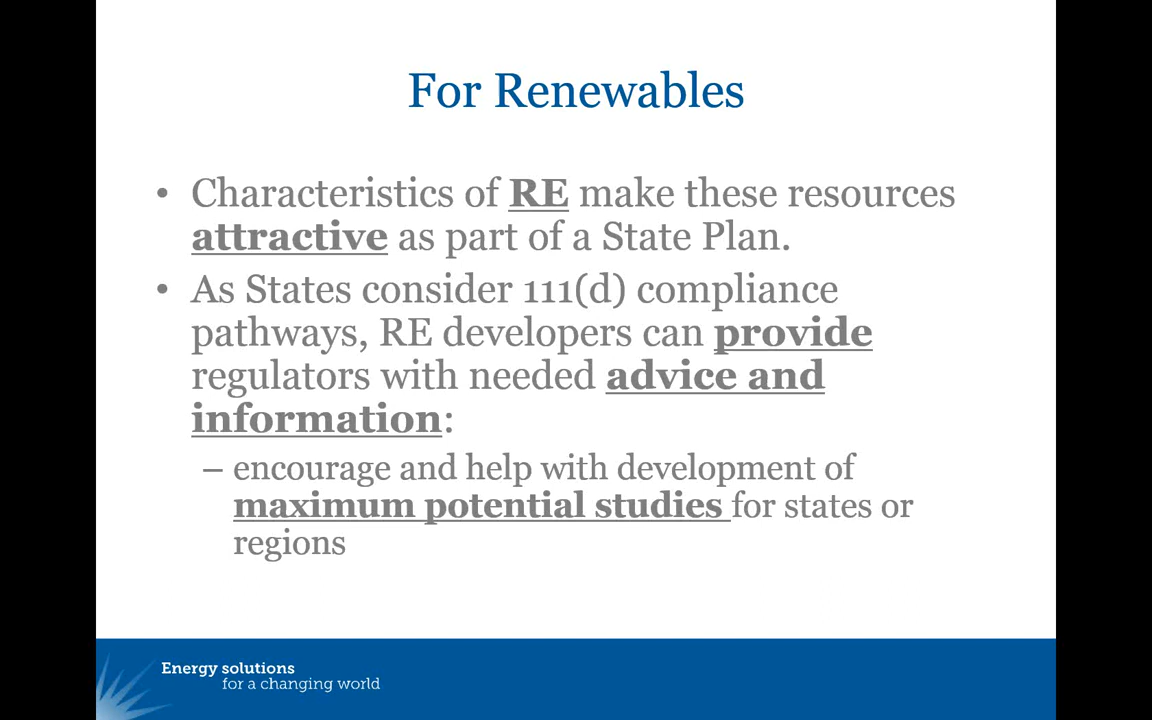 For Renewables
• Characteristics of RE make these resources
attractive as part of a State Plan.
• As States consider 111(d) compliance
pathways, RE developers can provide
regulators with needed advice and
information:
– encourage and help with development of
maximum potential studies for states or
regions
Energy solutions
for a changing world